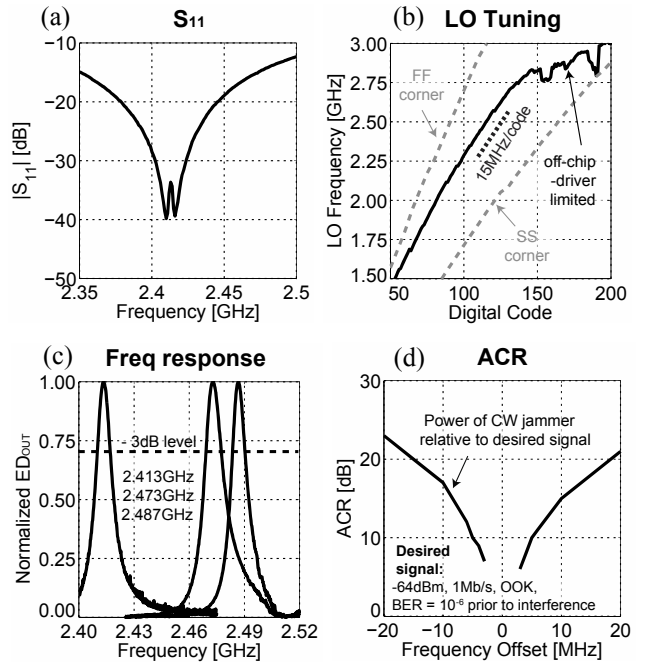 (a) S11
−10
−20
−30
−40
−50
|S11| [dB]
2.35 2.4 2.45 2.5
Frequency [GHz]
(b) LO Tuning
3.00
2.75
2.50
2.25
2.00
1.75
1.50
LO Frequency [GHz]
FF
corner
15MHz/code
off-chip
-driver
limited
SS
corner
50 100 150 200
Digital Code
(c) Freq response
1.00
0.75
0.50
0.25
0.00
Normalized EDOUT
- 3dB level
2.413GHz
2.473GHz
2.487GHz
2.40 2.43 2.46 2.49 2.52
Frequency [GHz]
(d) ACR
30
20
10
0
ACR [dB]
Power of CW jammer
relative to desired signal
Desired
signal:
-64dBm, 1Mb/s, OOK,
BER = 10-6 prior to interference
−20 −10 0 10 20
Frequency Offset [MHz]